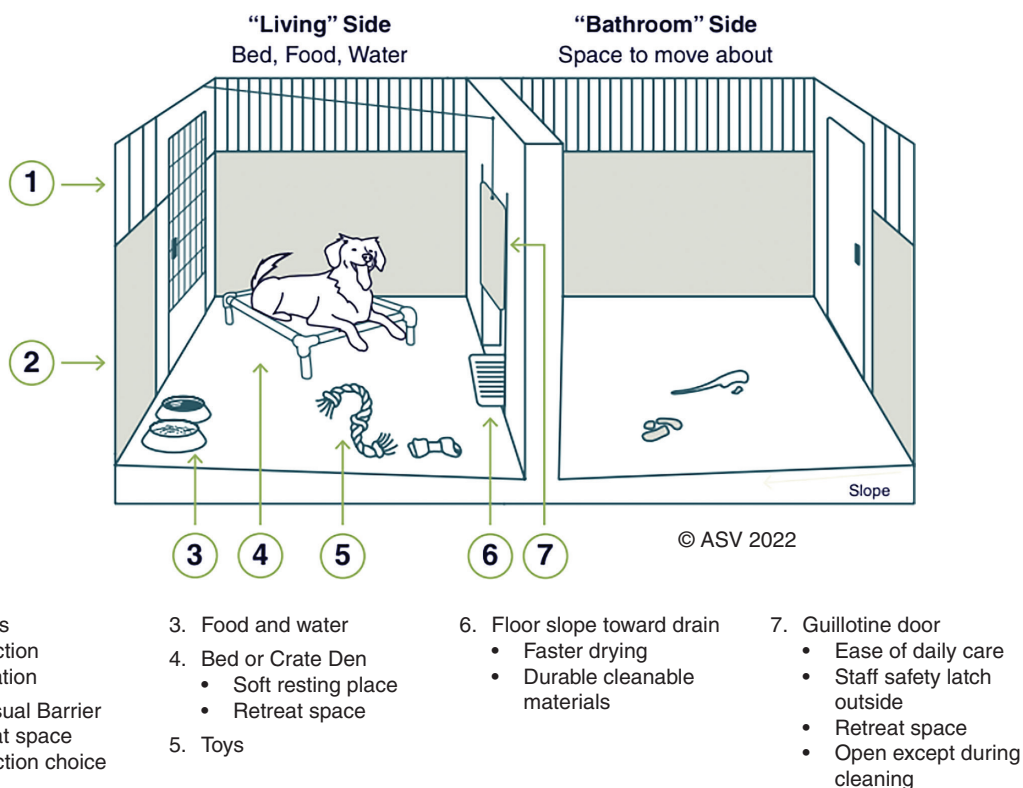 “Living” Side
Bed, Food, Water
“Bathroom” Side
Space to move about
1
2
Slope
© ASV 2022
3
4
5
6
7
3. Food and water
4. Bed or Crate Den
• Soft resting place
• Retreat space
5. Toys
6. Floor slope toward drain
• Faster drying
• Durable cleanable
materials
7. Guillotine door
• Ease of daily care
• Staff safety latch
outside
• Retreat space
• Open except during
cleaning
Barrier
space
choice